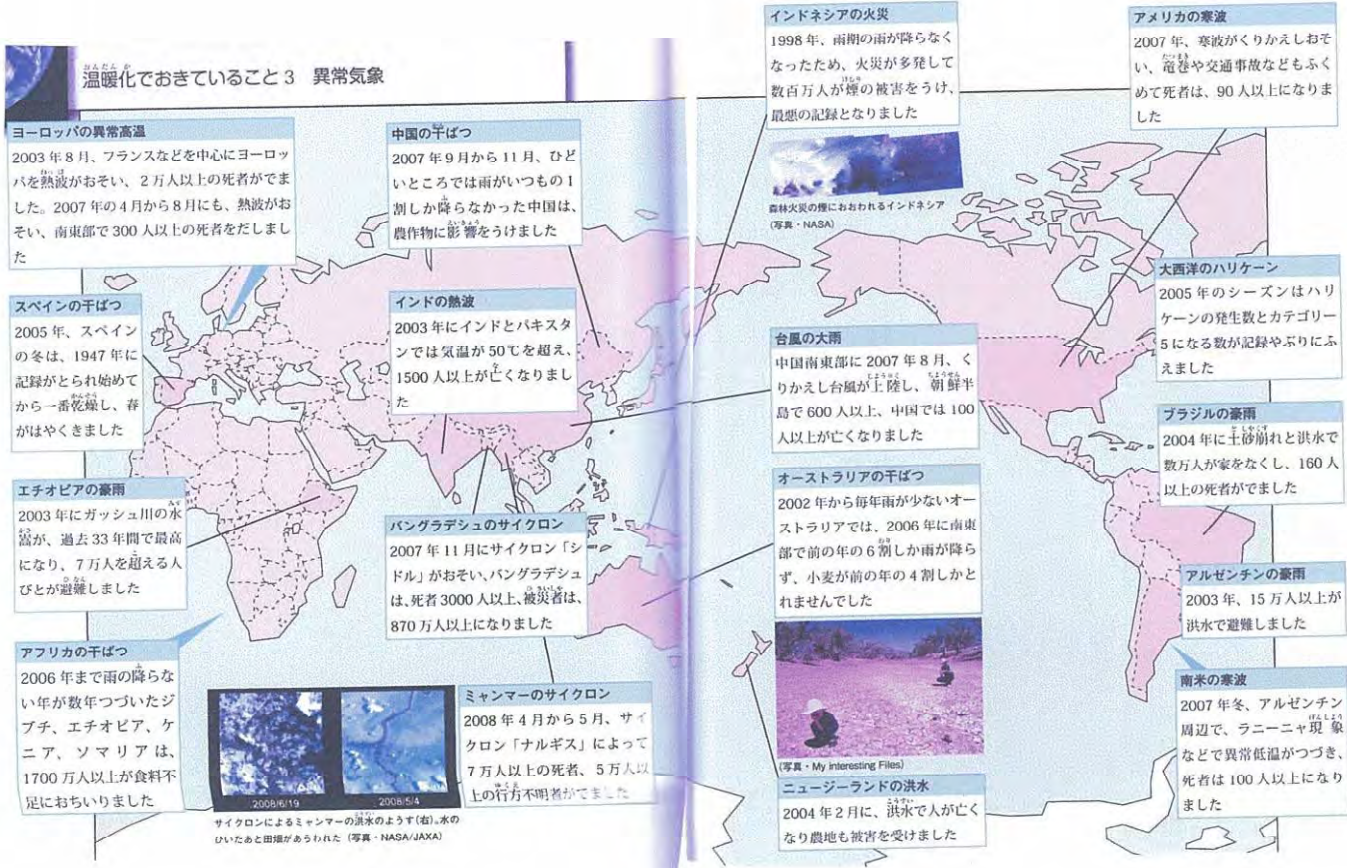 温暖化でおきていること3 異常気象
ヨーロッパの異常高温
2003年8月、フランスなどを中心にヨーロッ
パを熱波がおそい、2万人以上の死者がでま
した。2007年の4月から8月にも、熱波がお
そい、南東部で300人以上の死者をだしまし
た
中国の干ばつ
2007年9月から11月、ひど
いところでは雨がいつもの1
割しか降らなかった中国は、
農作物に影響をうけました
スペインの干ばつ
2005年、スペイン
の冬は、1947年に
記録がとられ始めて
から一番乾燥し、春
がはやくきました
インドの熱波
2003年にインドとパキスタ
ンでは気温が50℃を超え、
1500人以上が亡くなりまし
た
エチオピアの豪雨
2003年にガッシュ川の水
嵩が、過去33年間で最高
になり、7万人を超える人
びとが避難しました
バングラデシュのサイクロン
2007年11月にサイクロン「シ
ドル」がおそい、バングラデシュ
は、死者3000人以上、被災者は、
870万人以上になりました
アフリカの干ばつ
2006年まで雨の降らな
い年が数年つづいたジ
ブチ、エチオピア、ケ
ニア、ソマリアは、
1700万人以上が食料不
足におちいりました
2008/6/19
2008/5/4
サイクロンによるミャンマーの洪水のようす(右)。水の
ひいたあと田畑があらわれた (写真・NASA/JAXA)
ミャンマーのサイクロン
2008年4月から5月、サイ
クロン「ナルギス」によって
7万人以上の死者、5万人以
上の行方不明者がでました
インドネシアの火災
1998年、雨期の雨が降らなく
なったため、火災が多発して
数百万人が煙の被害をうけ、
最悪の記録となりました
森林火災の煙におおわれるインドネシア
(写真・NASA)
アメリカの寒波
2007年、寒波がくりかえしおそ
い、竜巻や交通事故などもふく
めて死者は、90人以上になりま
した
台風の大雨
中国南東部に2007年8月、く
りかえし台風が上陸し、朝鮮半
島で600人以上、中国では100
人以上が亡くなりました
大西洋のハリケーン
2005年のシーズンはハリ
ケーンの発生数とカテゴリー
5になる数が記録やぶりにふ
えました
オーストラリアの干ばつ
2002年から毎年雨が少ないオー
ストラリアでは、2006年に南東
部で前の年の6割しか雨が降ら
ず、小麦が前の年の4割しかと
れませんでした
(写真・My Interesting Files)
ブラジルの豪雨
2004年に土砂崩れと洪水で
数万人が家をなくし、160人
以上の死者がでました
アルゼンチンの豪雨
2003年、15万人以上が
洪水で避難しました
ニュージーランドの洪水
2004年2月に、洪水で人が亡く
なり農地も被害を受けました
南米の寒波
2007年冬、アルゼンチン
周辺で、ラニーニャ現象
などで異常低温がつづき、
死者は100人以上になり
ました